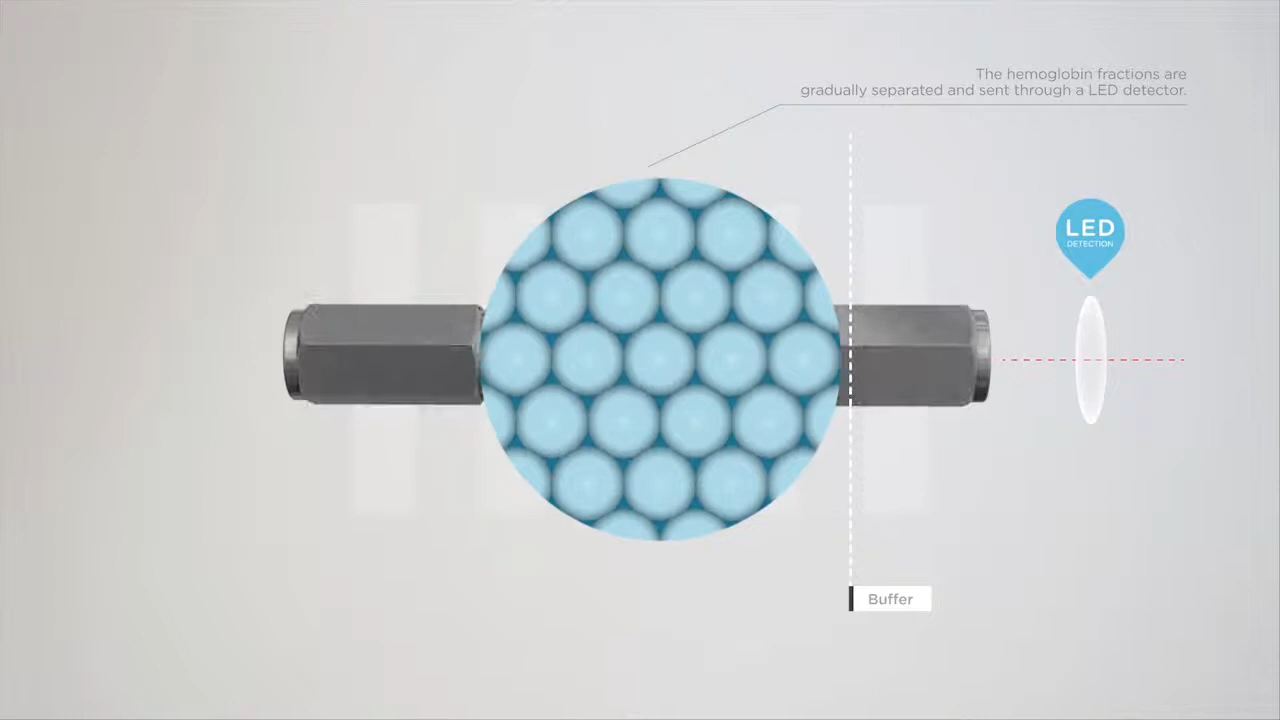 The hemoglobin fractions are
gradually separated and sent through a LED detector.
LED
DETECTION
Buffer